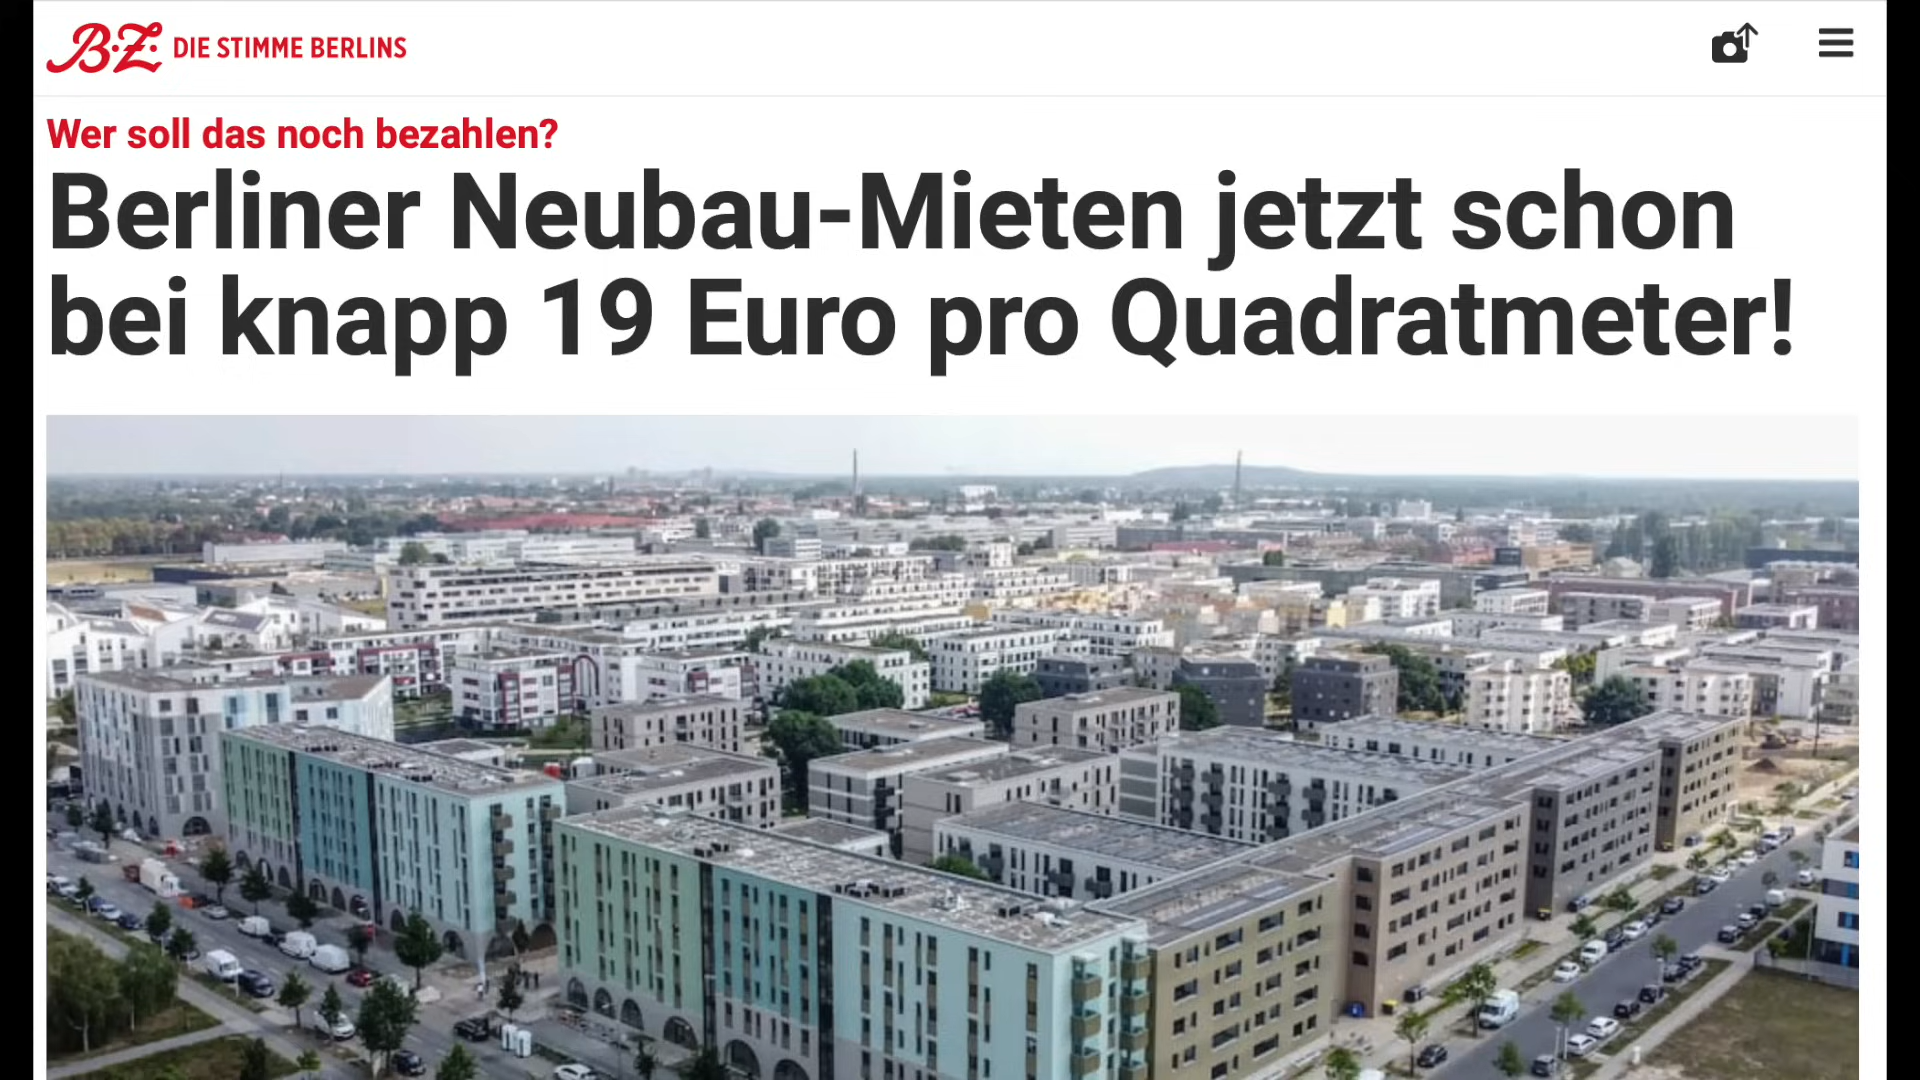 B.Z. DIE STIMME BERLINS
Wer soll das noch bezahlen?
Berliner Neubau-Mieten jetzt schon
bei knapp 19 Euro pro Quadratmeter!